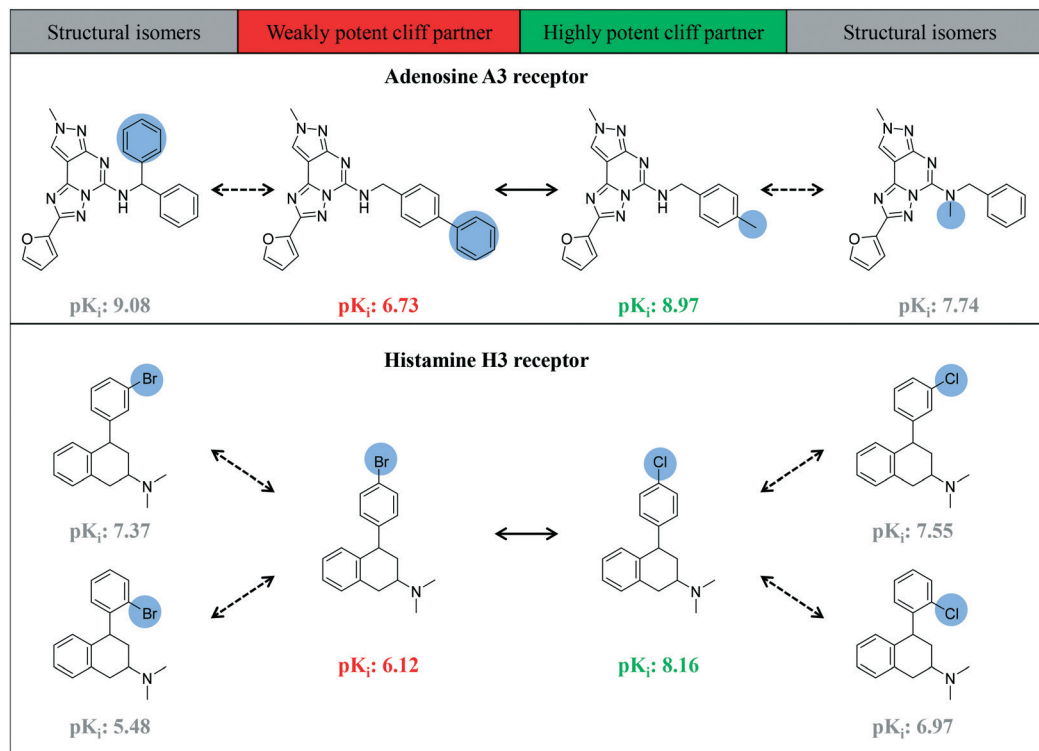 Structural isomers Weakly potent cliff partner Highly potent cliff partner Structural isomers
Adenosine A3 receptor
N N N N N H N N N O
N N N N N H N N N O
N N N N N H N N N O
N N N N N N N N O
pKi: 9.08 pKi: 6.73 pKi: 8.97 pKi: 7.74
Histamine H3 receptor
Br Cl
Br Cl
N N
pKi: 7.37 pKi: 7.55
N N
Br Cl
pKi: 6.12 pKi: 8.16
N N
pKi: 5.48 pKi: 6.97